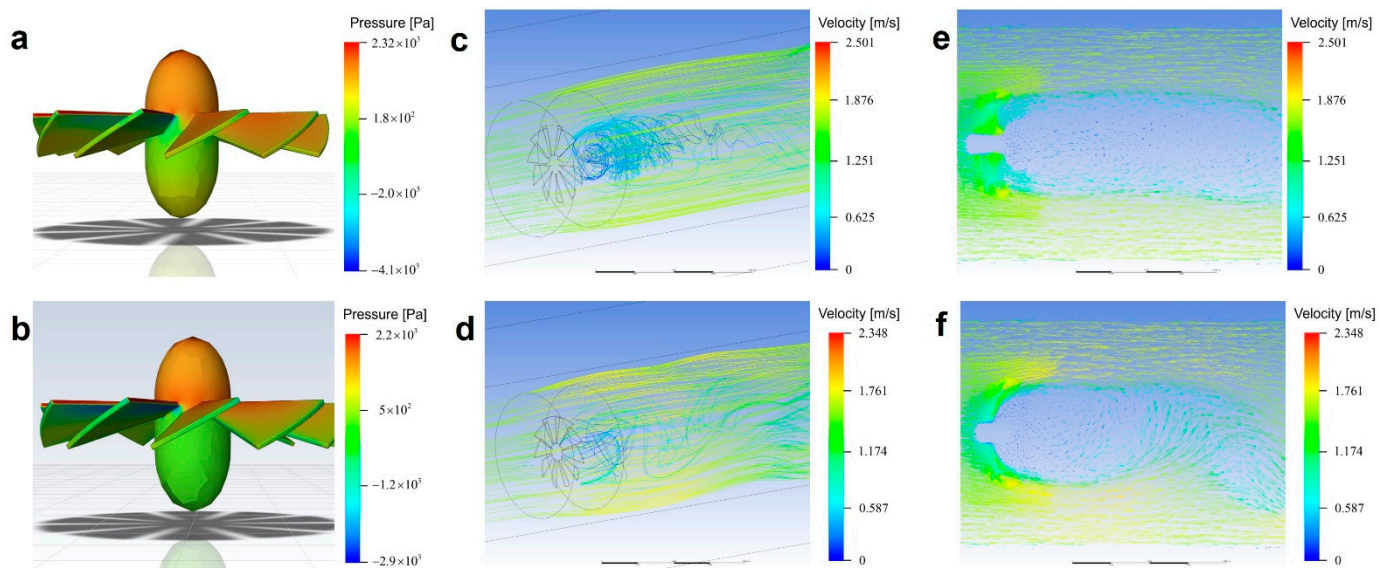 a
Pressure [Pa]
2.32×10³
1.8×10²
−2.0×10³
−4.1×10³
c
Velocity [m/s]
2.501
1.876
1.251
0.625
0
e
Velocity [m/s]
2.501
1.876
1.251
0.625
0
b
Pressure [Pa]
2.2×10³
5×10²
−1.2×10³
−2.9×10³
d
Velocity [m/s]
2.348
1.761
1.174
0.587
0
f
Velocity [m/s]
2.348
1.761
1.174
0.587
0